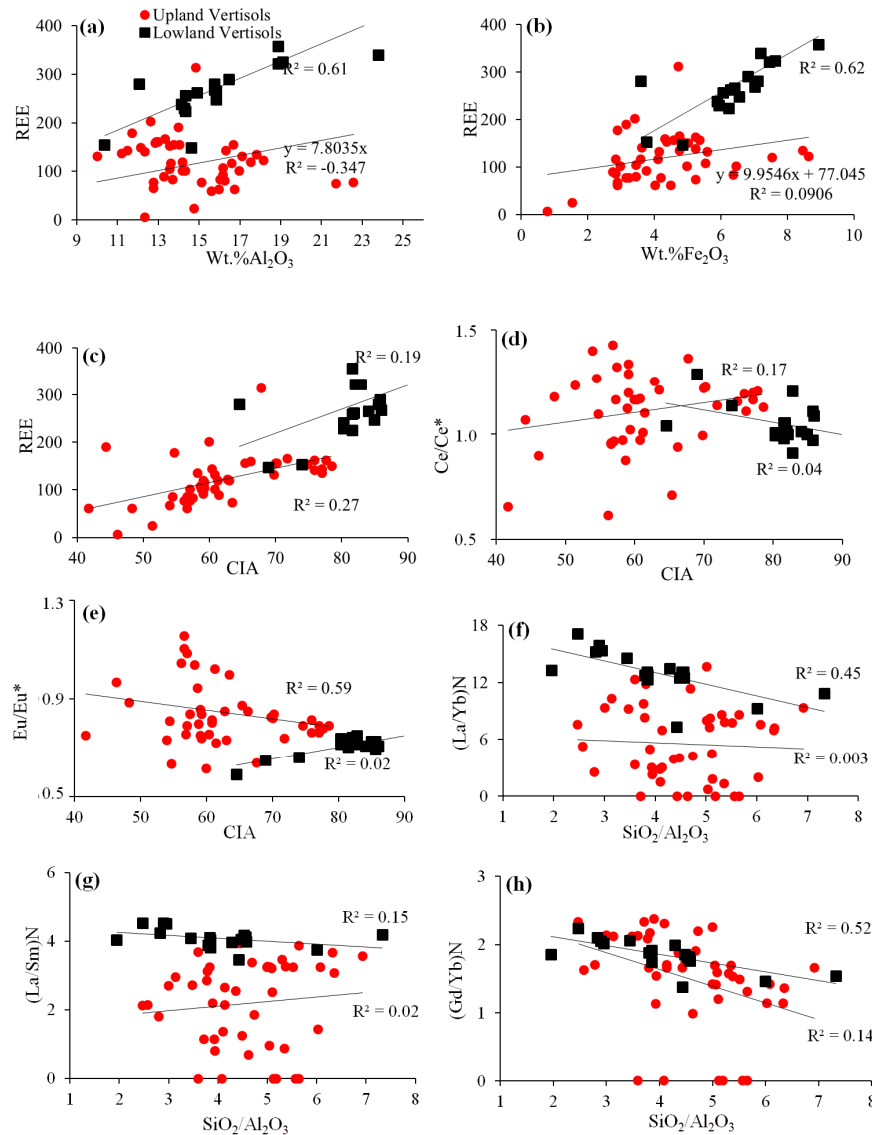 Upland Vertisols
Lowland Vertisols
(a)
REE
400
300
200
100
0
R² = 0.61
y = 7.8035x
R² = -0.347
9 11 13 15 17 19 21 23 25
Wt.%Al₂O₃
(b)
REE
400
300
200
100
0
R² = 0.62
y = 9.9546x + 77.045
R² = 0.0906
0 2 4 6 8 10
Wt.%Fe₂O₃
(c)
REE
400
300
200
100
0
R² = 0.19
R² = 0.27
40 50 60 70 80 90
CIA
(d)
Ce/Ce*
1.5
1.0
0.5
R² = 0.17
R² = 0.04
40 50 60 70 80 90
CIA
(e)
Eu/Eu*
1.3
0.9
0.5
R² = 0.59
R² = 0.02
40 50 60 70 80 90
CIA
(f)
(La/Yb)N
18
12
6
0
R² = 0.45
R² = 0.003
1 2 3 4 5 6 7 8
SiO₂/Al₂O₃
(g)
(La/Sm)N
6
4
2
0
R² = 0.15
R² = 0.02
1 2 3 4 5 6 7 8
SiO₂/Al₂O₃
(h)
(Gd/Yb)N
3
2
1
0
R² = 0.52
R² = 0.14
1 2 3 4 5 6 7 8
SiO₂/Al₂O₃